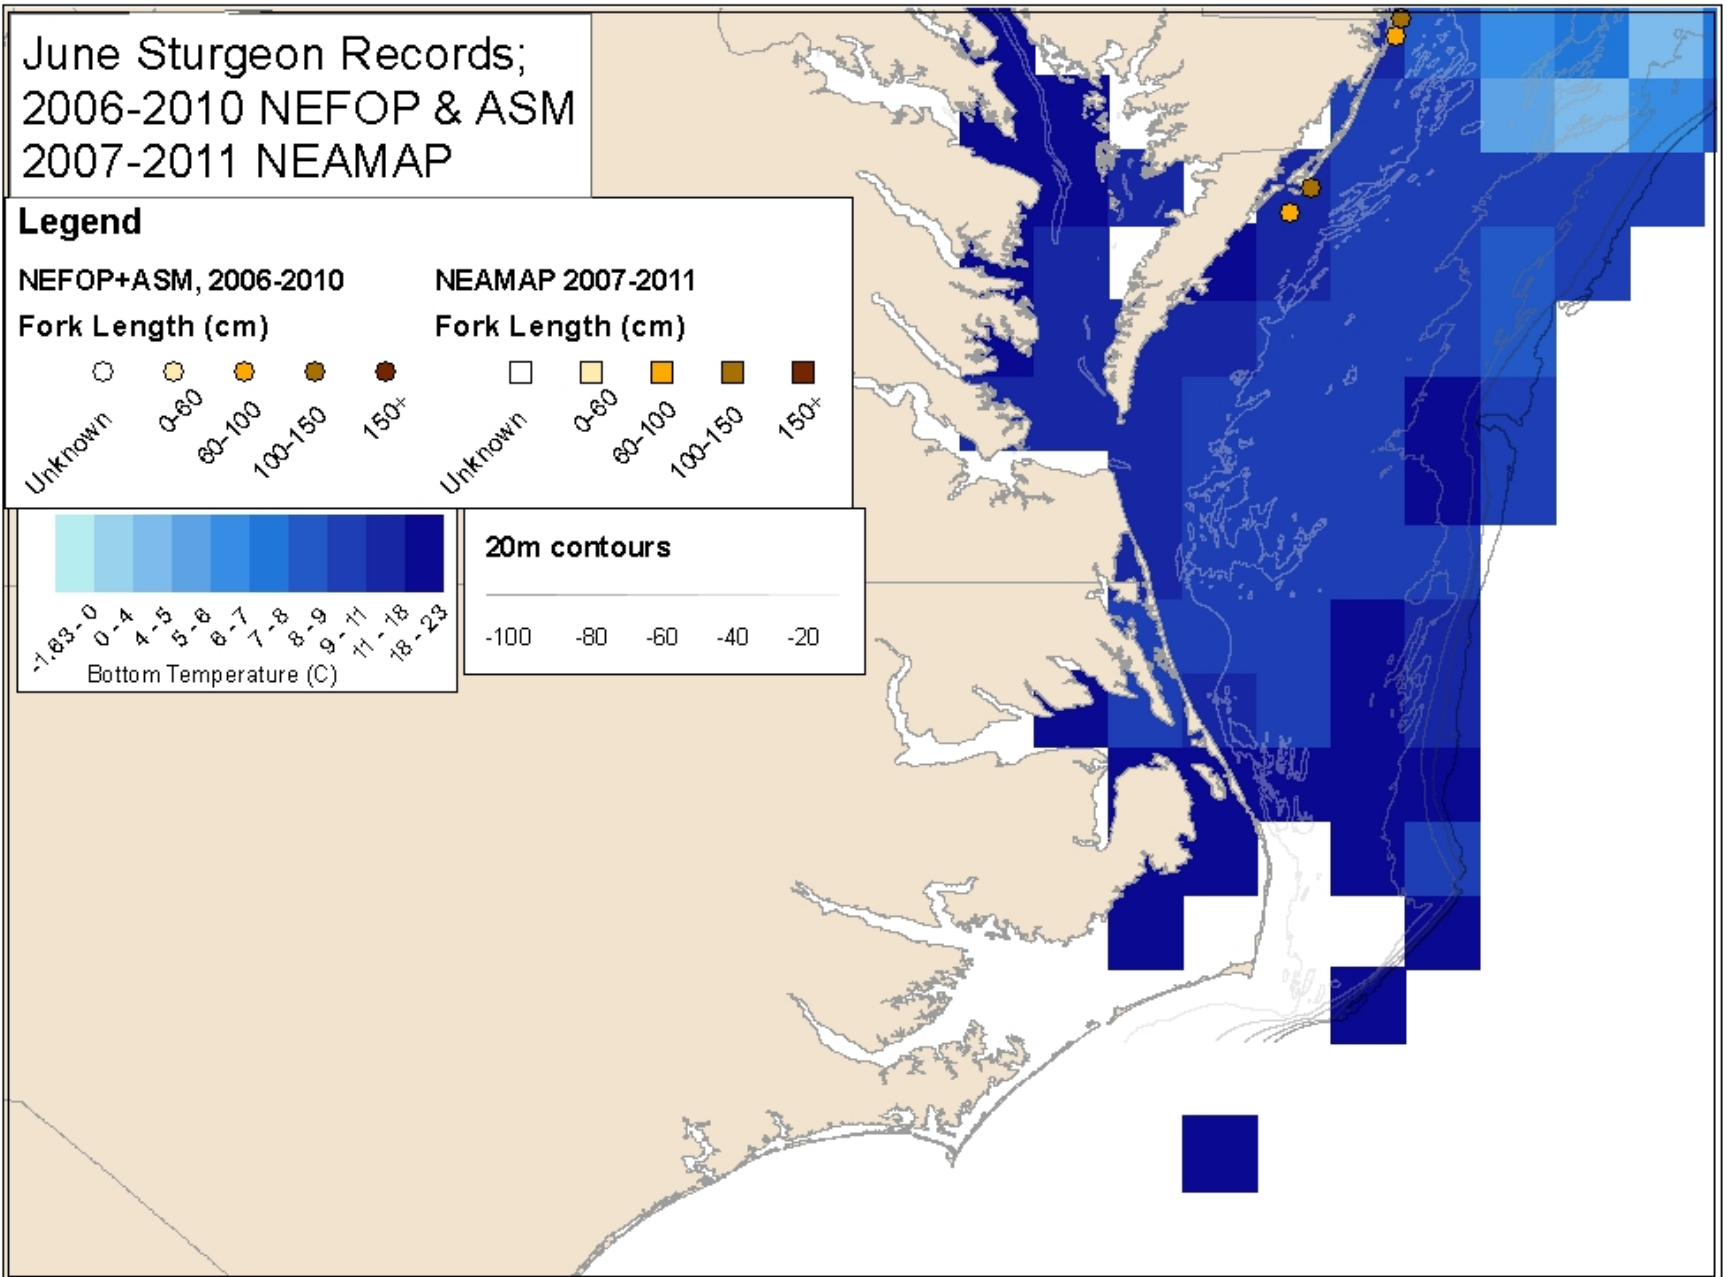 June Sturgeon Records;
2006-2010 NEFOP & ASM
2007-2011 NEAMAP
Legend
NEFOP+ASM, 2006-2010
Fork Length (cm)
Unknown
0-60
60-100
100-150
150+
NEAMAP 2007-2011
Fork Length (cm)
Unknown
0-60
60-100
100-150
150+
-1.63 - 0
0 - 4
4 - 5
5 - 6
6 - 7
7 - 8
8 - 9
9 - 11
11 - 18
18 - 23
Bottom Temperature (C)
20m contours
-100 -80 -60 -40 -20